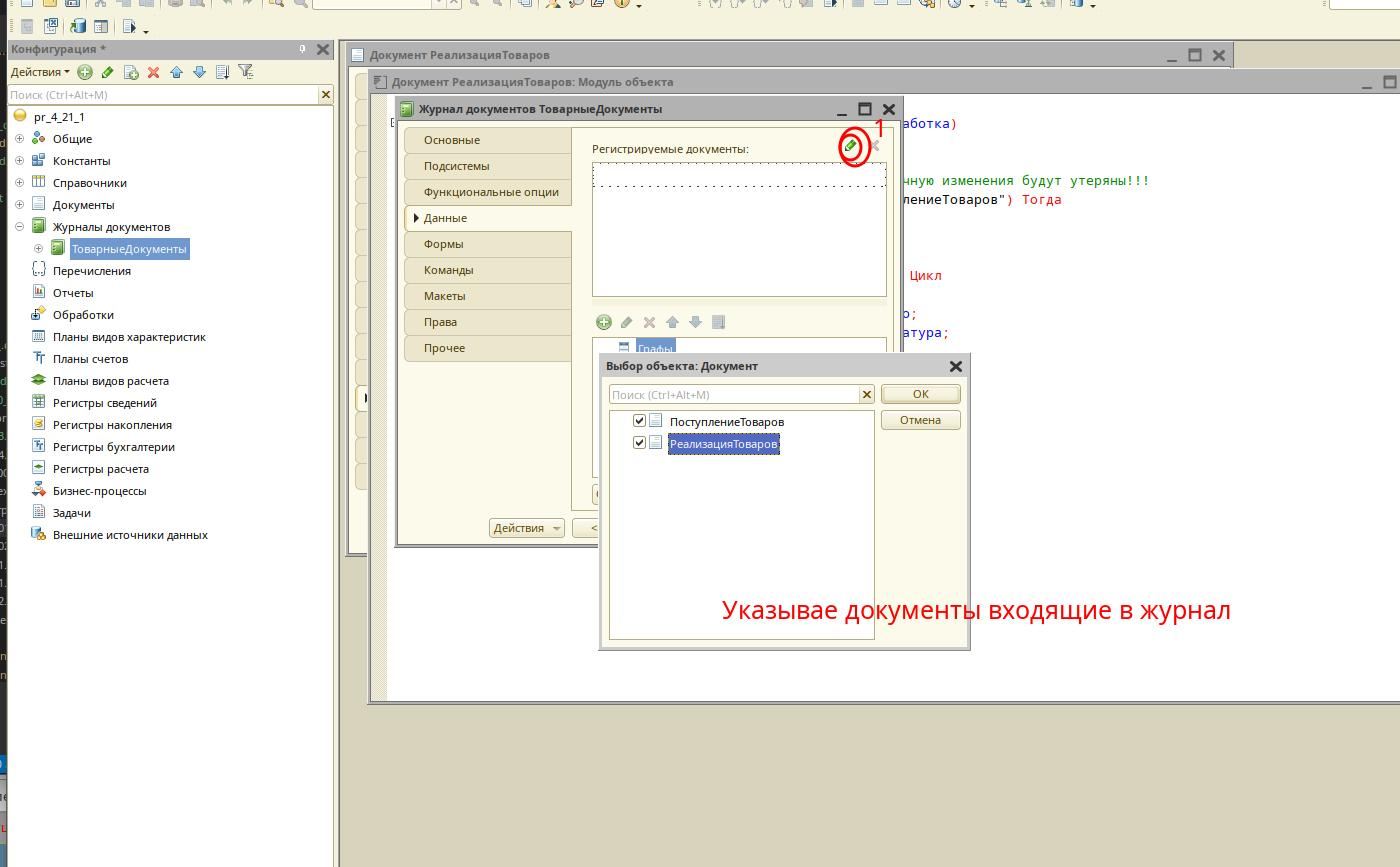 Конфигурация *
Действия
Поиск (Ctrl+Alt+M)
pr_4_21_1
Общие
Константы
Справочники
Документы
Журналы документов
ТоварныеДокументы
Перечисления
Отчеты
Обработки
Планы видов характеристик
Планы счетов
Планы видов расчета
Регистры сведений
Регистры накопления
Регистры бухгалтерии
Регистры расчета
Бизнес-процессы
Задачи
Внешние источники данных
Документ РеализацияТоваров
Документ РеализацияТоваров: Модуль объекта
Журнал документов ТоварныеДокументы
Основные
Подсистемы
Функциональные опции
Данные
Формы
Команды
Макеты
Права
Прочее
Регистрируемые документы:
1
Графы
Действия
<
аботка)
чную изменения будут утеряны!!!
лениеТоваров") Тогда
Цикл
о;
атура;
Выбор объекта: Документ
Поиск (Ctrl+Alt+M)
ОК
Отмена
ПоступлениеТоваров
РеализацияТоваров
Указывае документы входящие в журнал